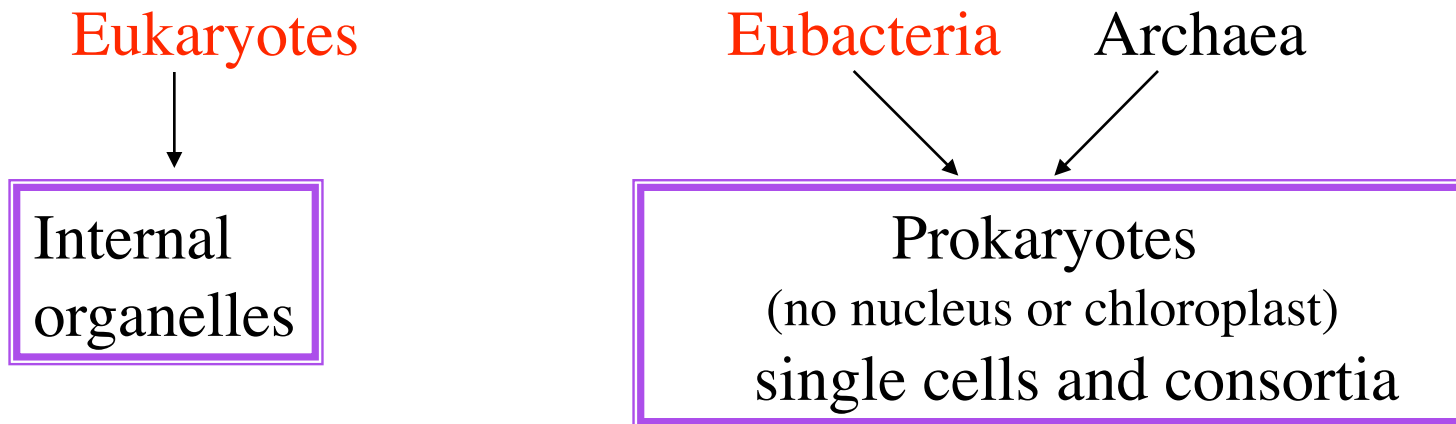 Eukaryotes
Eubacteria
Archaea
Internal
organelles
Prokaryotes
(no nucleus or chloroplast)
single cells and consortia